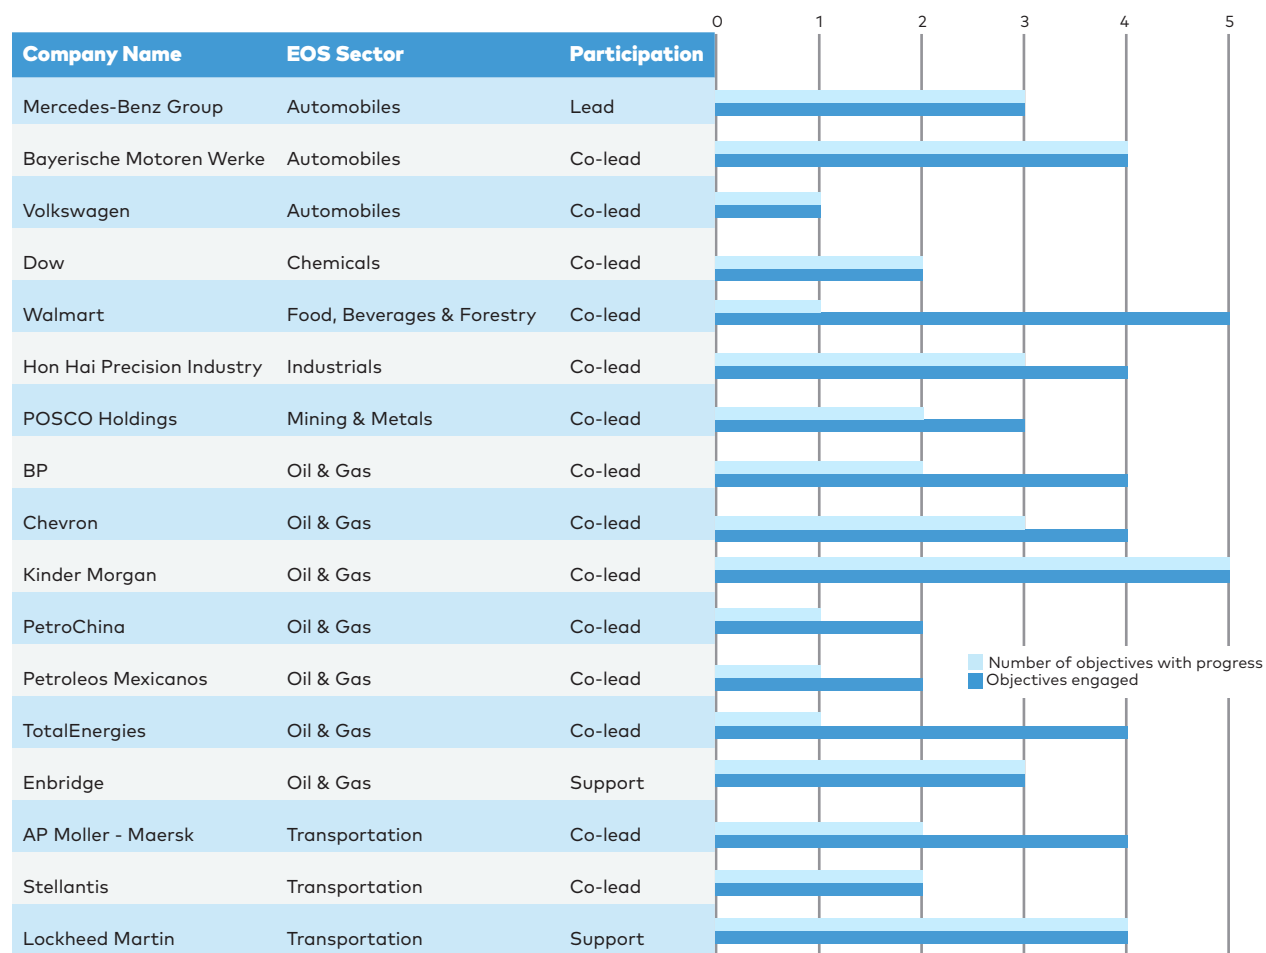 0 1 2 3 4 5
Company Name EOS Sector Participation
Mercedes-Benz Group Automobiles Lead
Bayerische Motoren Werke Automobiles Co-lead
Volkswagen Automobiles Co-lead
Dow Chemicals Co-lead
Walmart Food, Beverages & Forestry Co-lead
Hon Hai Precision Industry Industrials Co-lead
POSCO Holdings Mining & Metals Co-lead
BP Oil & Gas Co-lead
Chevron Oil & Gas Co-lead
Kinder Morgan Oil & Gas Co-lead
PetroChina Oil & Gas Co-lead
Number of objectives with progress
Petroleos Mexicanos Oil & Gas Co-lead
Objectives engaged
TotalEnergies Oil & Gas Co-lead
Enbridge Oil & Gas Support
AP Moller - Maersk Transportation Co-lead
Stellantis Transportation Co-lead
Lockheed Martin Transportation Support